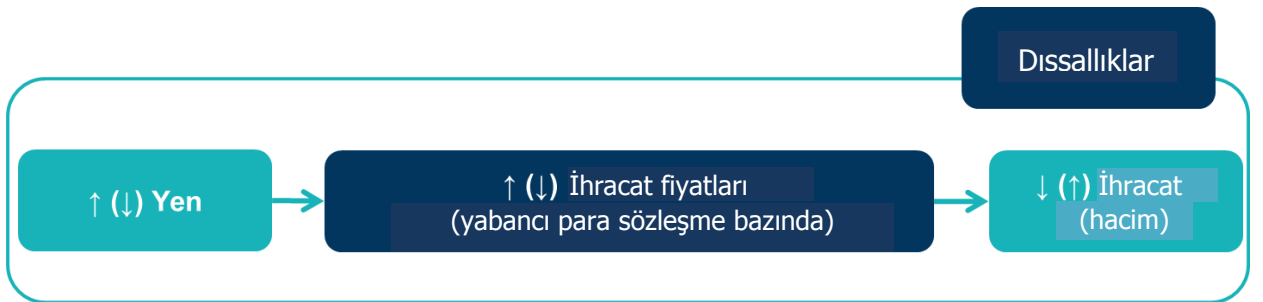 Dıssallıklar
↑ (↓) Yen
↑ (↓) İhracat fiyatları
(yabancı para sözleşme bazında)
↓ (↑) İhracat
(hacim)